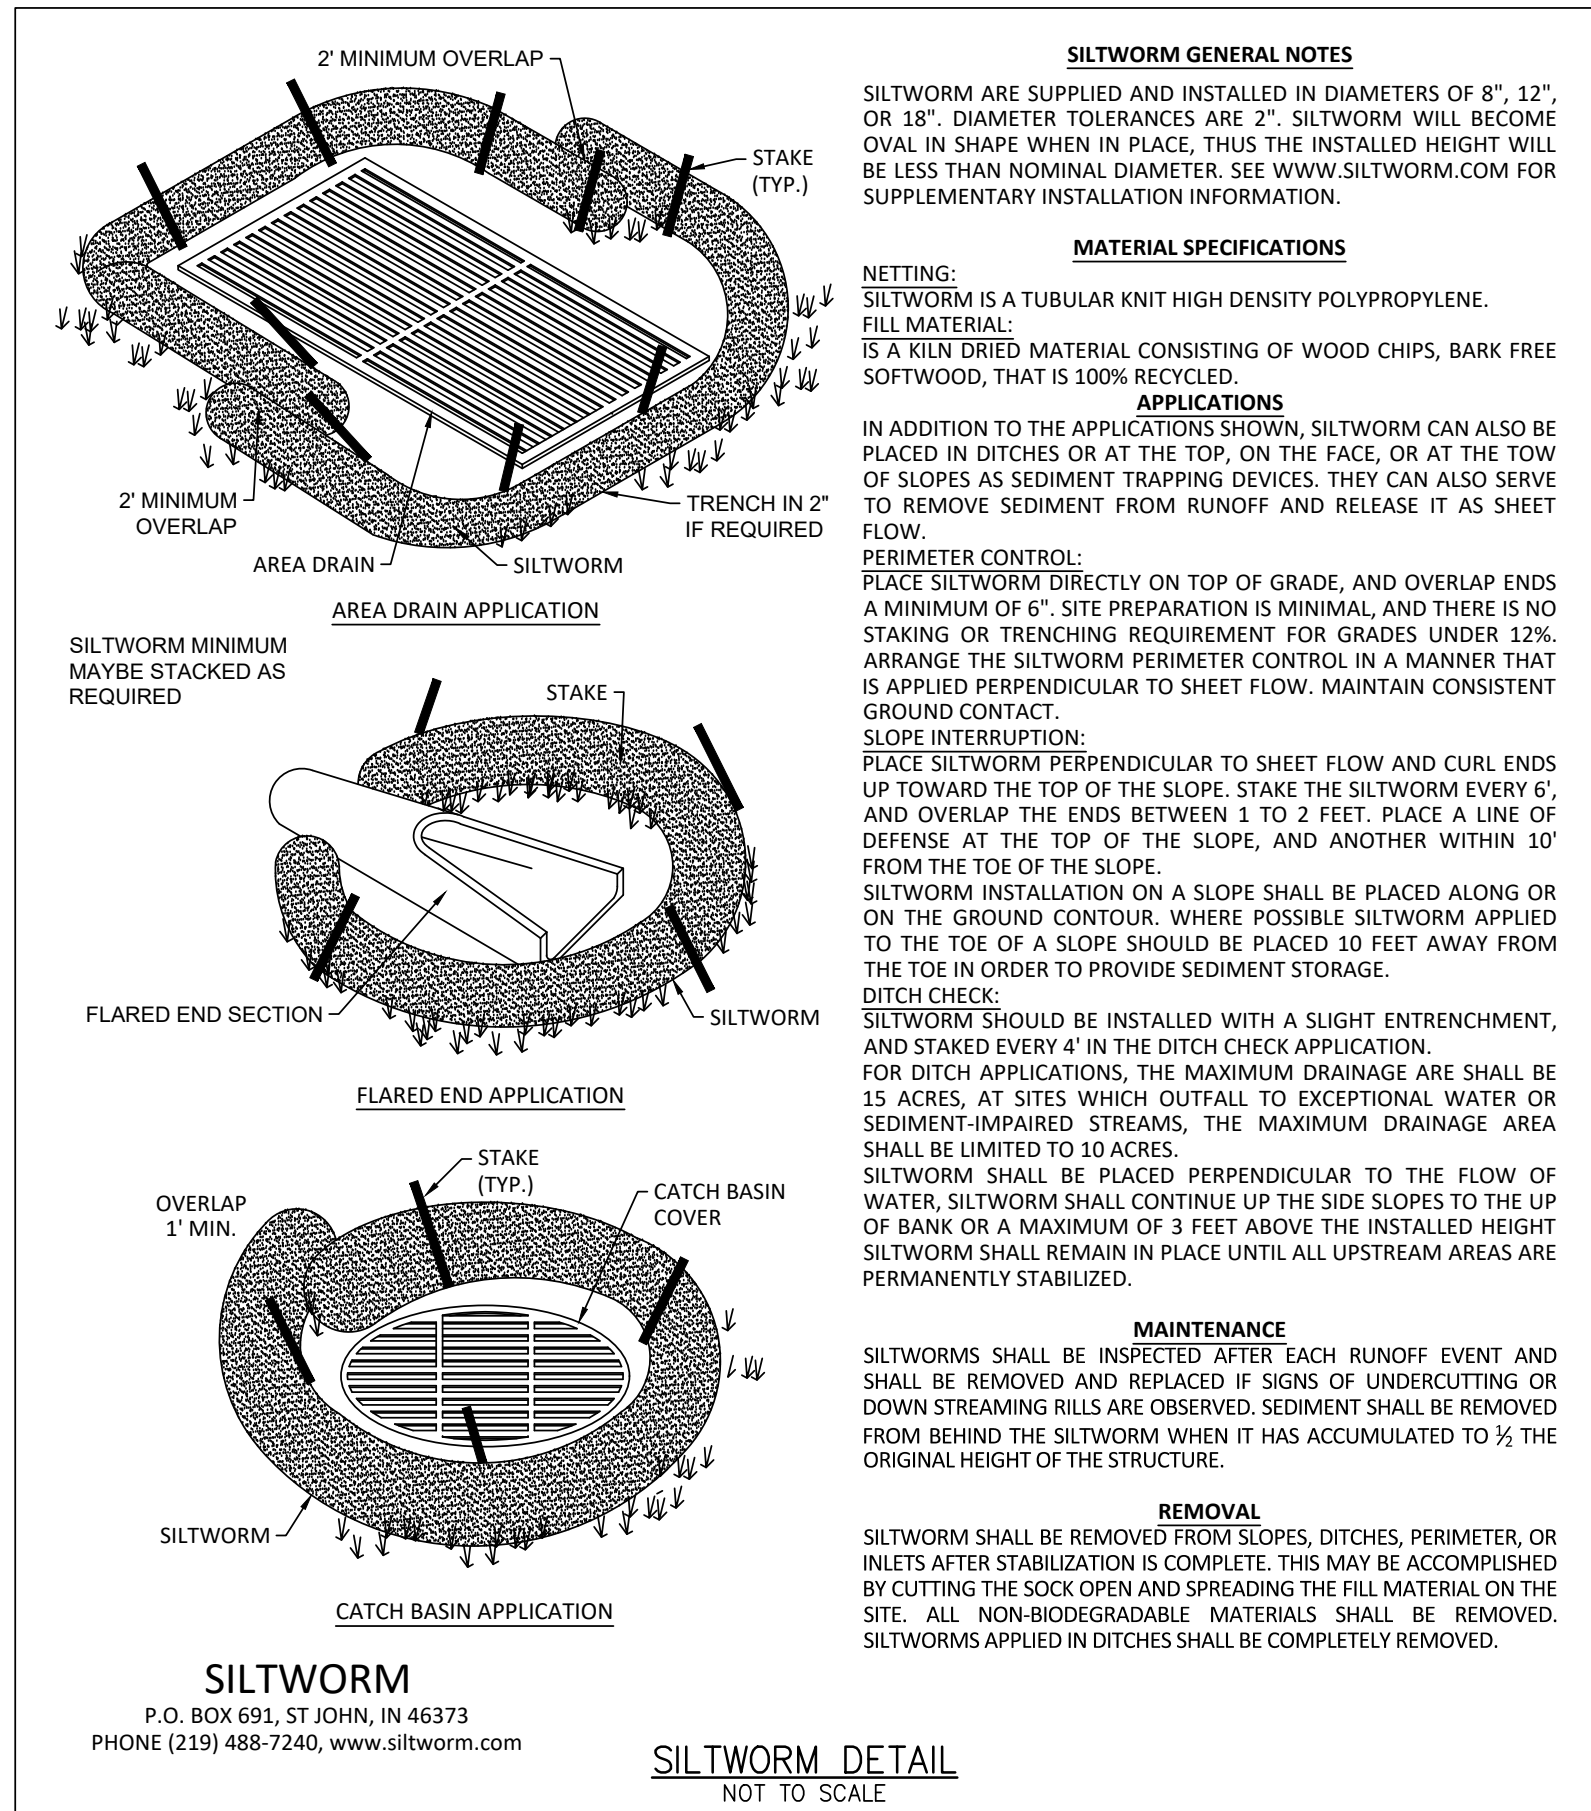 2' MINIMUM OVERLAP
STAKE
(TYP.)
2' MINIMUM
OVERLAP
TRENCH IN 2"
IF REQUIRED
AREA DRAIN
SILTWORM
AREA DRAIN APPLICATION
SILTWORM MINIMUM
MAYBE STACKED AS
REQUIRED
STAKE
FLARED END SECTION
SILTWORM
FLARED END APPLICATION
STAKE
(TYP.)
OVERLAP
1' MIN.
CATCH BASIN
COVER
SILTWORM
CATCH BASIN APPLICATION
SILTWORM
P.O. BOX 691, ST JOHN, IN 46373
PHONE (219) 488-7240, www.siltworm.com
SILTWORM GENERAL NOTES
SILTWORM ARE SUPPLIED AND INSTALLED IN DIAMETERS OF 8", 12",
OR 18". DIAMETER TOLERANCES ARE 2". SILTWORM WILL BECOME
OVAL IN SHAPE WHEN IN PLACE, THUS THE INSTALLED HEIGHT WILL
BE LESS THAN NOMINAL DIAMETER. SEE WWW.SILTWORM.COM FOR
SUPPLEMENTARY INSTALLATION INFORMATION.
MATERIAL SPECIFICATIONS
NETTING:
SILTWORM IS A TUBULAR KNIT HIGH DENSITY POLYPROPYLENE.
FILL MATERIAL:
IS A KILN DRIED MATERIAL CONSISTING OF WOOD CHIPS, BARK FREE
SOFTWOOD, THAT IS 100% RECYCLED.
APPLICATIONS
IN ADDITION TO THE APPLICATIONS SHOWN, SILTWORM CAN ALSO BE
PLACED IN DITCHES OR AT THE TOP, ON THE FACE, OR AT THE TOW
OF SLOPES AS SEDIMENT TRAPPING DEVICES. THEY CAN ALSO SERVE
TO REMOVE SEDIMENT FROM RUNOFF AND RELEASE IT AS SHEET
FLOW.
PERIMETER CONTROL:
PLACE SILTWORM DIRECTLY ON TOP OF GRADE, AND OVERLAP ENDS
A MINIMUM OF 6". SITE PREPARATION IS MINIMAL, AND THERE IS NO
STAKING OR TRENCHING REQUIREMENT FOR GRADES UNDER 12%.
ARRANGE THE SILTWORM PERIMETER CONTROL IN A MANNER THAT
IS APPLIED PERPENDICULAR TO SHEET FLOW. MAINTAIN CONSISTENT
GROUND CONTACT.
SLOPE INTERRUPTION:
PLACE SILTWORM PERPENDICULAR TO SHEET FLOW AND CURL ENDS
UP TOWARD THE TOP OF THE SLOPE. STAKE THE SILTWORM EVERY 6',
AND OVERLAP THE ENDS BETWEEN 1 TO 2 FEET. PLACE A LINE OF
DEFENSE AT THE TOP OF THE SLOPE, AND ANOTHER WITHIN 10'
FROM THE TOE OF THE SLOPE.
SILTWORM INSTALLATION ON A SLOPE SHALL BE PLACED ALONG OR
ON THE GROUND CONTOUR. WHERE POSSIBLE SILTWORM APPLIED
TO THE TOE OF A SLOPE SHOULD BE PLACED 10 FEET AWAY FROM
THE TOE IN ORDER TO PROVIDE SEDIMENT STORAGE.
DITCH CHECK:
SILTWORM SHOULD BE INSTALLED WITH A SLIGHT ENTRENCHMENT,
AND STAKED EVERY 4' IN THE DITCH CHECK APPLICATION.
FOR DITCH APPLICATIONS, THE MAXIMUM DRAINAGE ARE SHALL BE
15 ACRES, AT SITES WHICH OUTFALL TO EXCEPTIONAL WATER OR
SEDIMENT-IMPAIRED STREAMS, THE MAXIMUM DRAINAGE AREA
SHALL BE LIMITED TO 10 ACRES.
SILTWORM SHALL BE PLACED PERPENDICULAR TO THE FLOW OF
WATER, SILTWORM SHALL CONTINUE UP THE SIDE SLOPES TO THE UP
OF BANK OR A MAXIMUM OF 3 FEET ABOVE THE INSTALLED HEIGHT
SILTWORM SHALL REMAIN IN PLACE UNTIL ALL UPSTREAM AREAS ARE
PERMANENTLY STABILIZED.
MAINTENANCE
SILTWORMS SHALL BE INSPECTED AFTER EACH RUNOFF EVENT AND
SHALL BE REMOVED AND REPLACED IF SIGNS OF UNDERCUTTING OR
DOWN STREAMING RILLS ARE OBSERVED. SEDIMENT SHALL BE REMOVED
FROM BEHIND THE SILTWORM WHEN IT HAS ACCUMULATED TO ½ THE
ORIGINAL HEIGHT OF THE STRUCTURE.
REMOVAL
SILTWORM SHALL BE REMOVED FROM SLOPES, DITCHES, PERIMETER, OR
INLETS AFTER STABILIZATION IS COMPLETE. THIS MAY BE ACCOMPLISHED
BY CUTTING THE SOCK OPEN AND SPREADING THE FILL MATERIAL ON THE
SITE. ALL NON-BIODEGRADABLE MATERIALS SHALL BE REMOVED.
SILTWORMS APPLIED IN DITCHES SHALL BE COMPLETELY REMOVED.
SILTWORM DETAIL
NOT TO SCALE